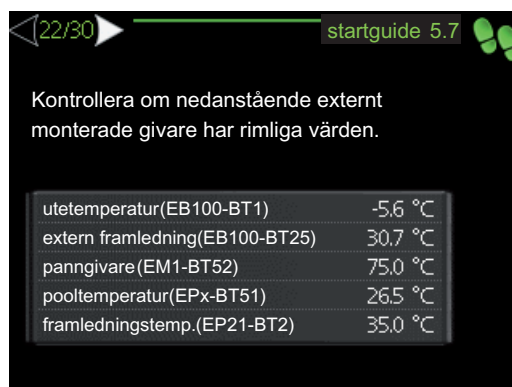 22/30
startguide 5.7
Kontrollera om nedanstående externt
monterade givare har rimliga värden.
utetemperatur(EB100-BT1) -5.6 °C
extern framledning(EB100-BT25) 30.7 °C
panngivare(EM1-BT52) 75.0 °C
pooltemperatur(EPx-BT51) 26.5 °C
framledningstemp.(EP21-BT2) 35.0 °C